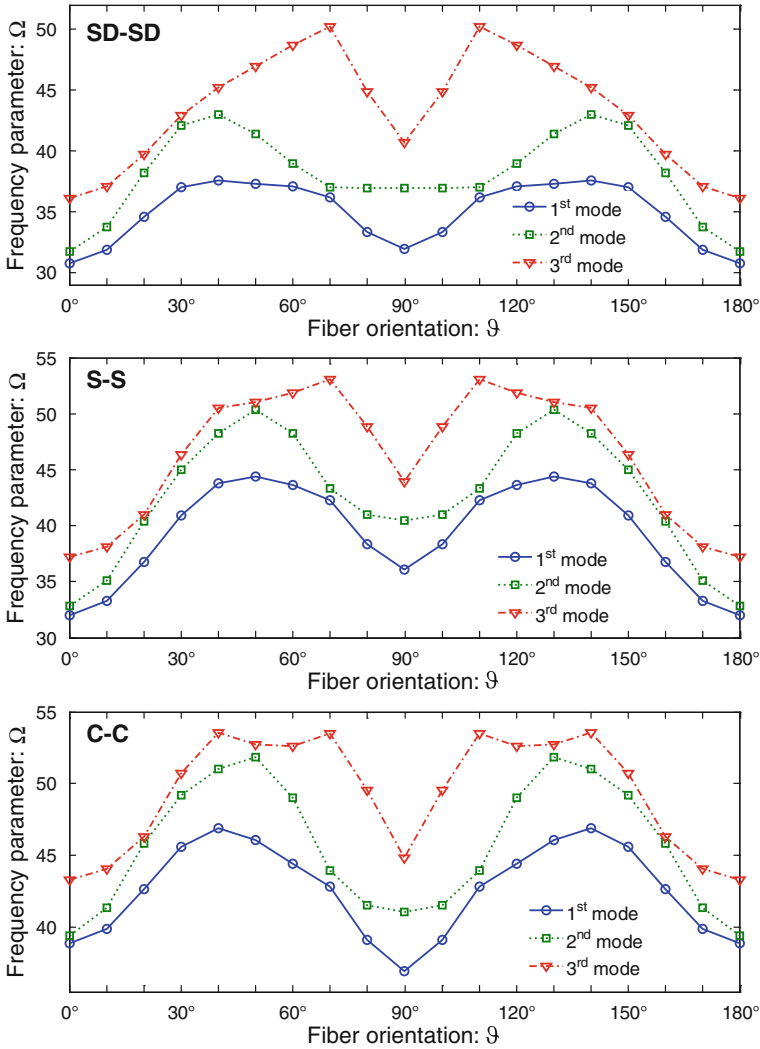 SD-SD
Frequency parameter: Ω
50
45
40
35
30
1st mode
2nd mode
3rd mode
0° 30° 60° 90° 120° 150° 180°
Fiber orientation: ϑ
S-S
Frequency parameter: Ω
55
50
45
40
35
30
1st mode
2nd mode
3rd mode
0° 30° 60° 90° 120° 150° 180°
Fiber orientation: ϑ
C-C
Frequency parameter: Ω
55
50
45
40
1st mode
2nd mode
3rd mode
0° 30° 60° 90° 120° 150° 180°
Fiber orientation: ϑ